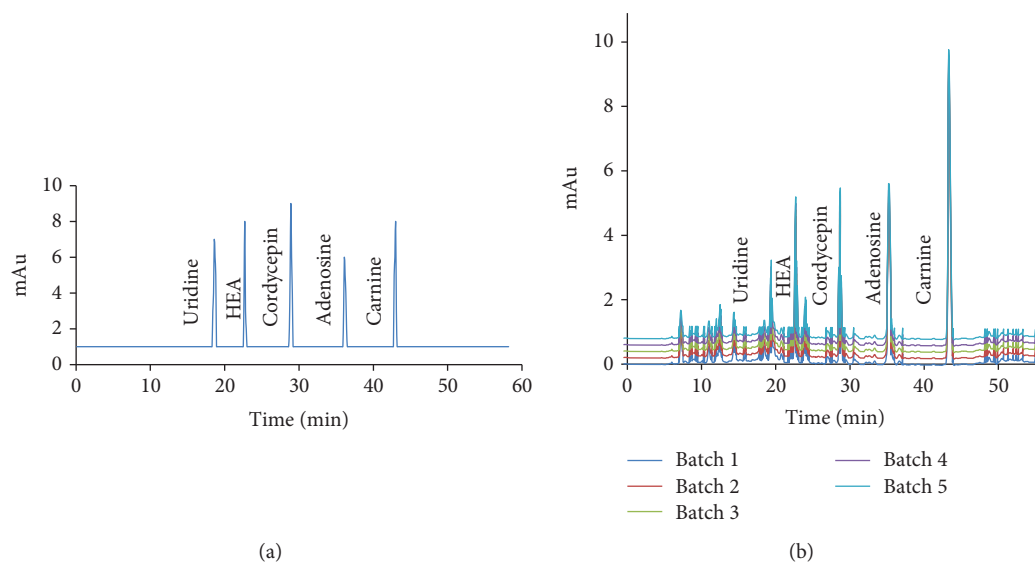 mAu
10
8
6
4
2
0
Uridine
HEA
Cordycepin
Adenosine
Carnine
0 10 20 30 40 50 60
Time (min)
(a)
mAu
10
8
6
4
2
0
Uridine
HEA
Cordycepin
Adenosine
Carnine
0 10 20 30 40 50
Time (min)
Batch 1
Batch 2
Batch 3
Batch 4
Batch 5
(b)